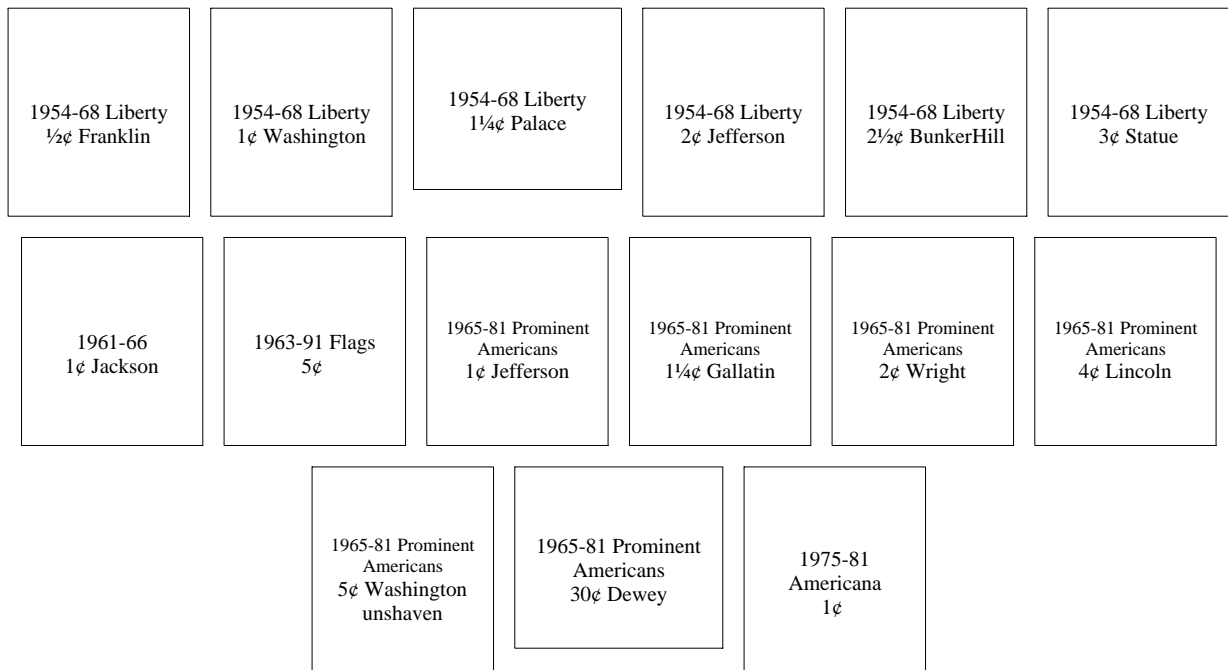 1954-68 Liberty
½¢ Franklin
1954-68 Liberty
1¢ Washington
1954-68 Liberty
1¼¢ Palace
1954-68 Liberty
2¢ Jefferson
1954-68 Liberty
2½¢ BunkerHill
1954-68 Liberty
3¢ Statue
1961-66
1¢ Jackson
1963-91 Flags
5¢
1965-81 Prominent
Americans
1¢ Jefferson
1965-81 Prominent
Americans
1¼¢ Gallatin
1965-81 Prominent
Americans
2¢ Wright
1965-81 Prominent
Americans
4¢ Lincoln
1965-81 Prominent
Americans
5¢ Washington
unshaven
1965-81 Prominent
Americans
30¢ Dewey
1975-81
Americana
1¢